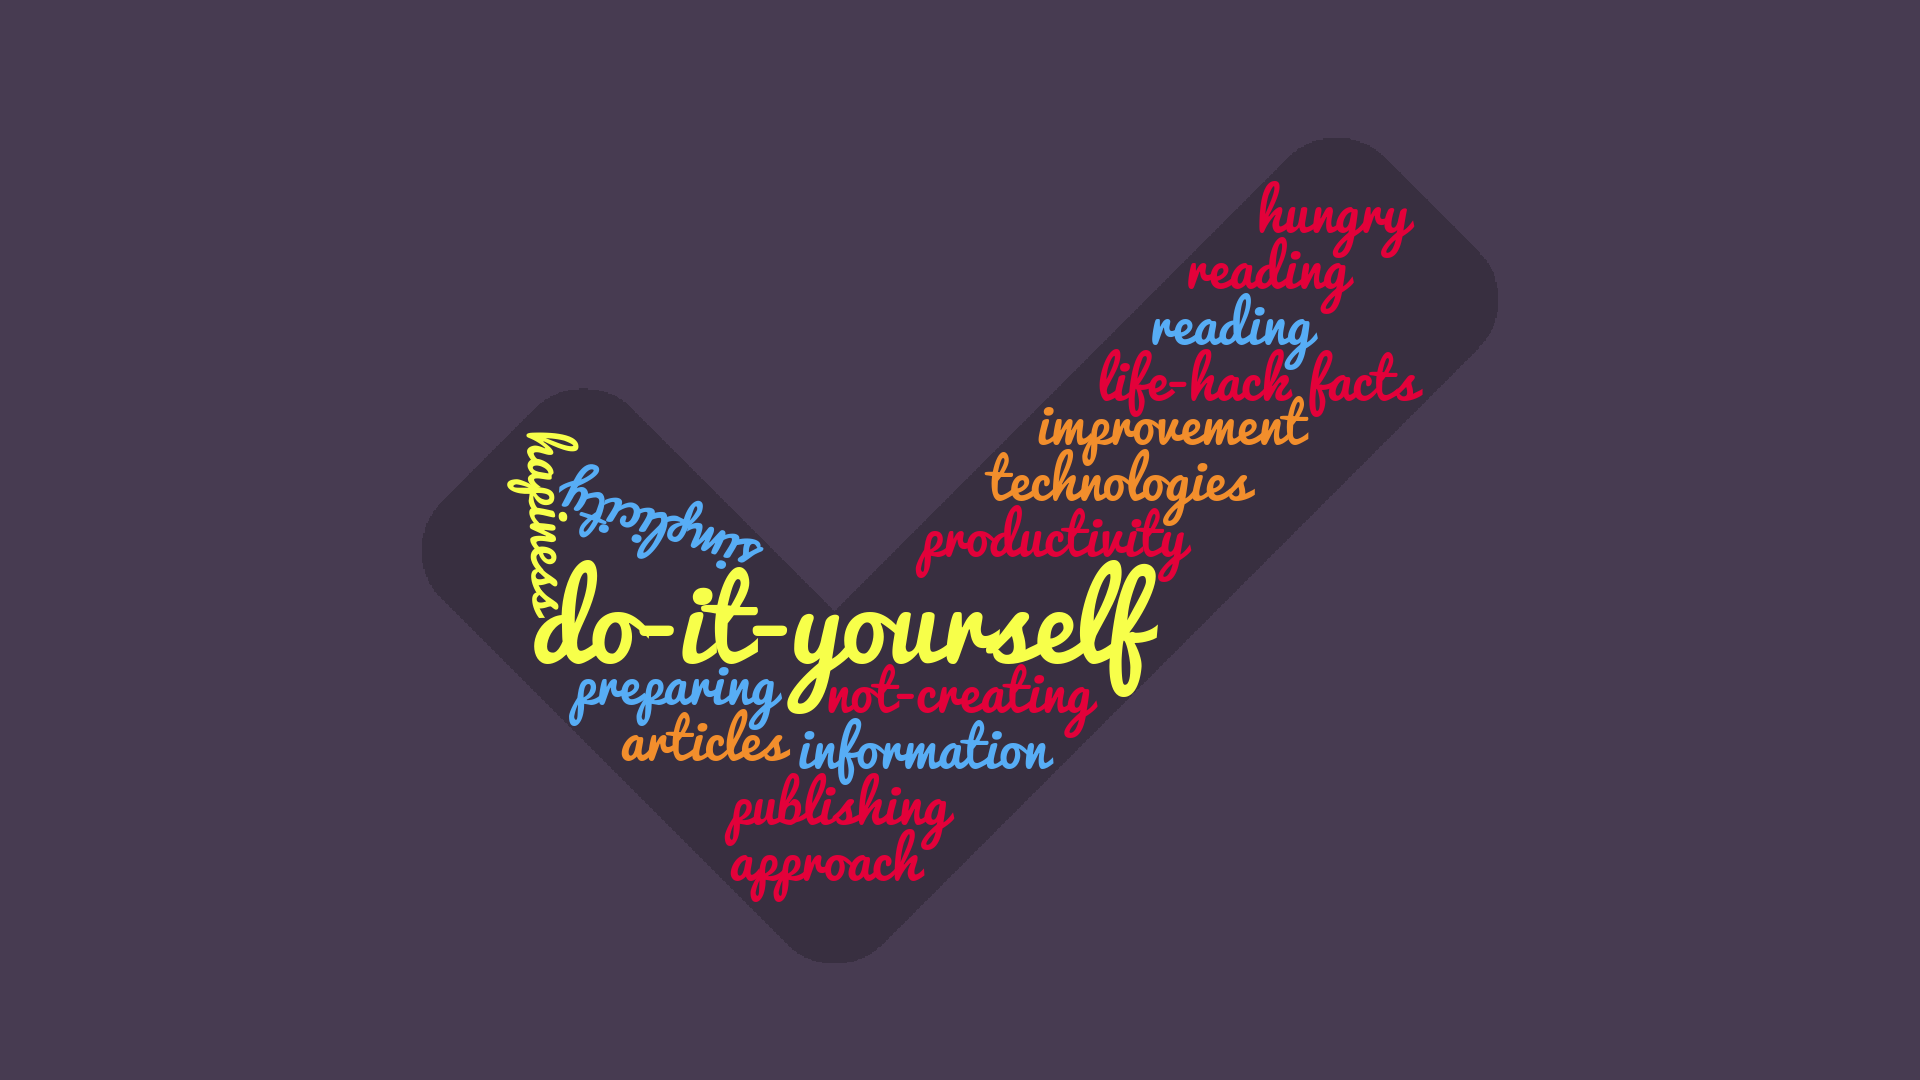 hungry
reading
reading
life-hack facts
improvement
technologies
productivity
hapiness
simplicity
do-it-yourself
preparing
not-creating
articles
information
publishing
approach